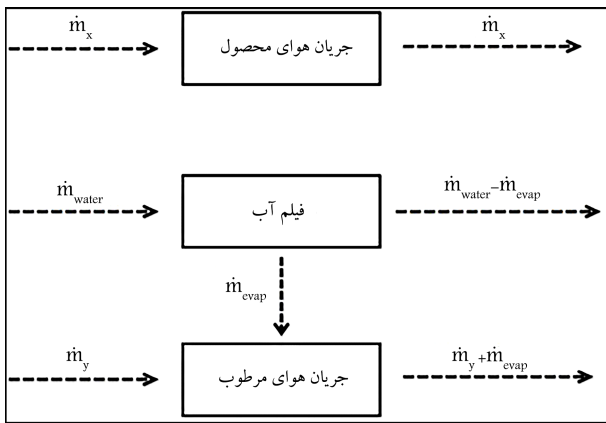 ṁx
جریان هوای محصول
ṁx
ṁwater
فیلم آب
ṁwater-ṁevap
ṁevap
ṁy
جریان هوای مرطوب
ṁy+ṁevap